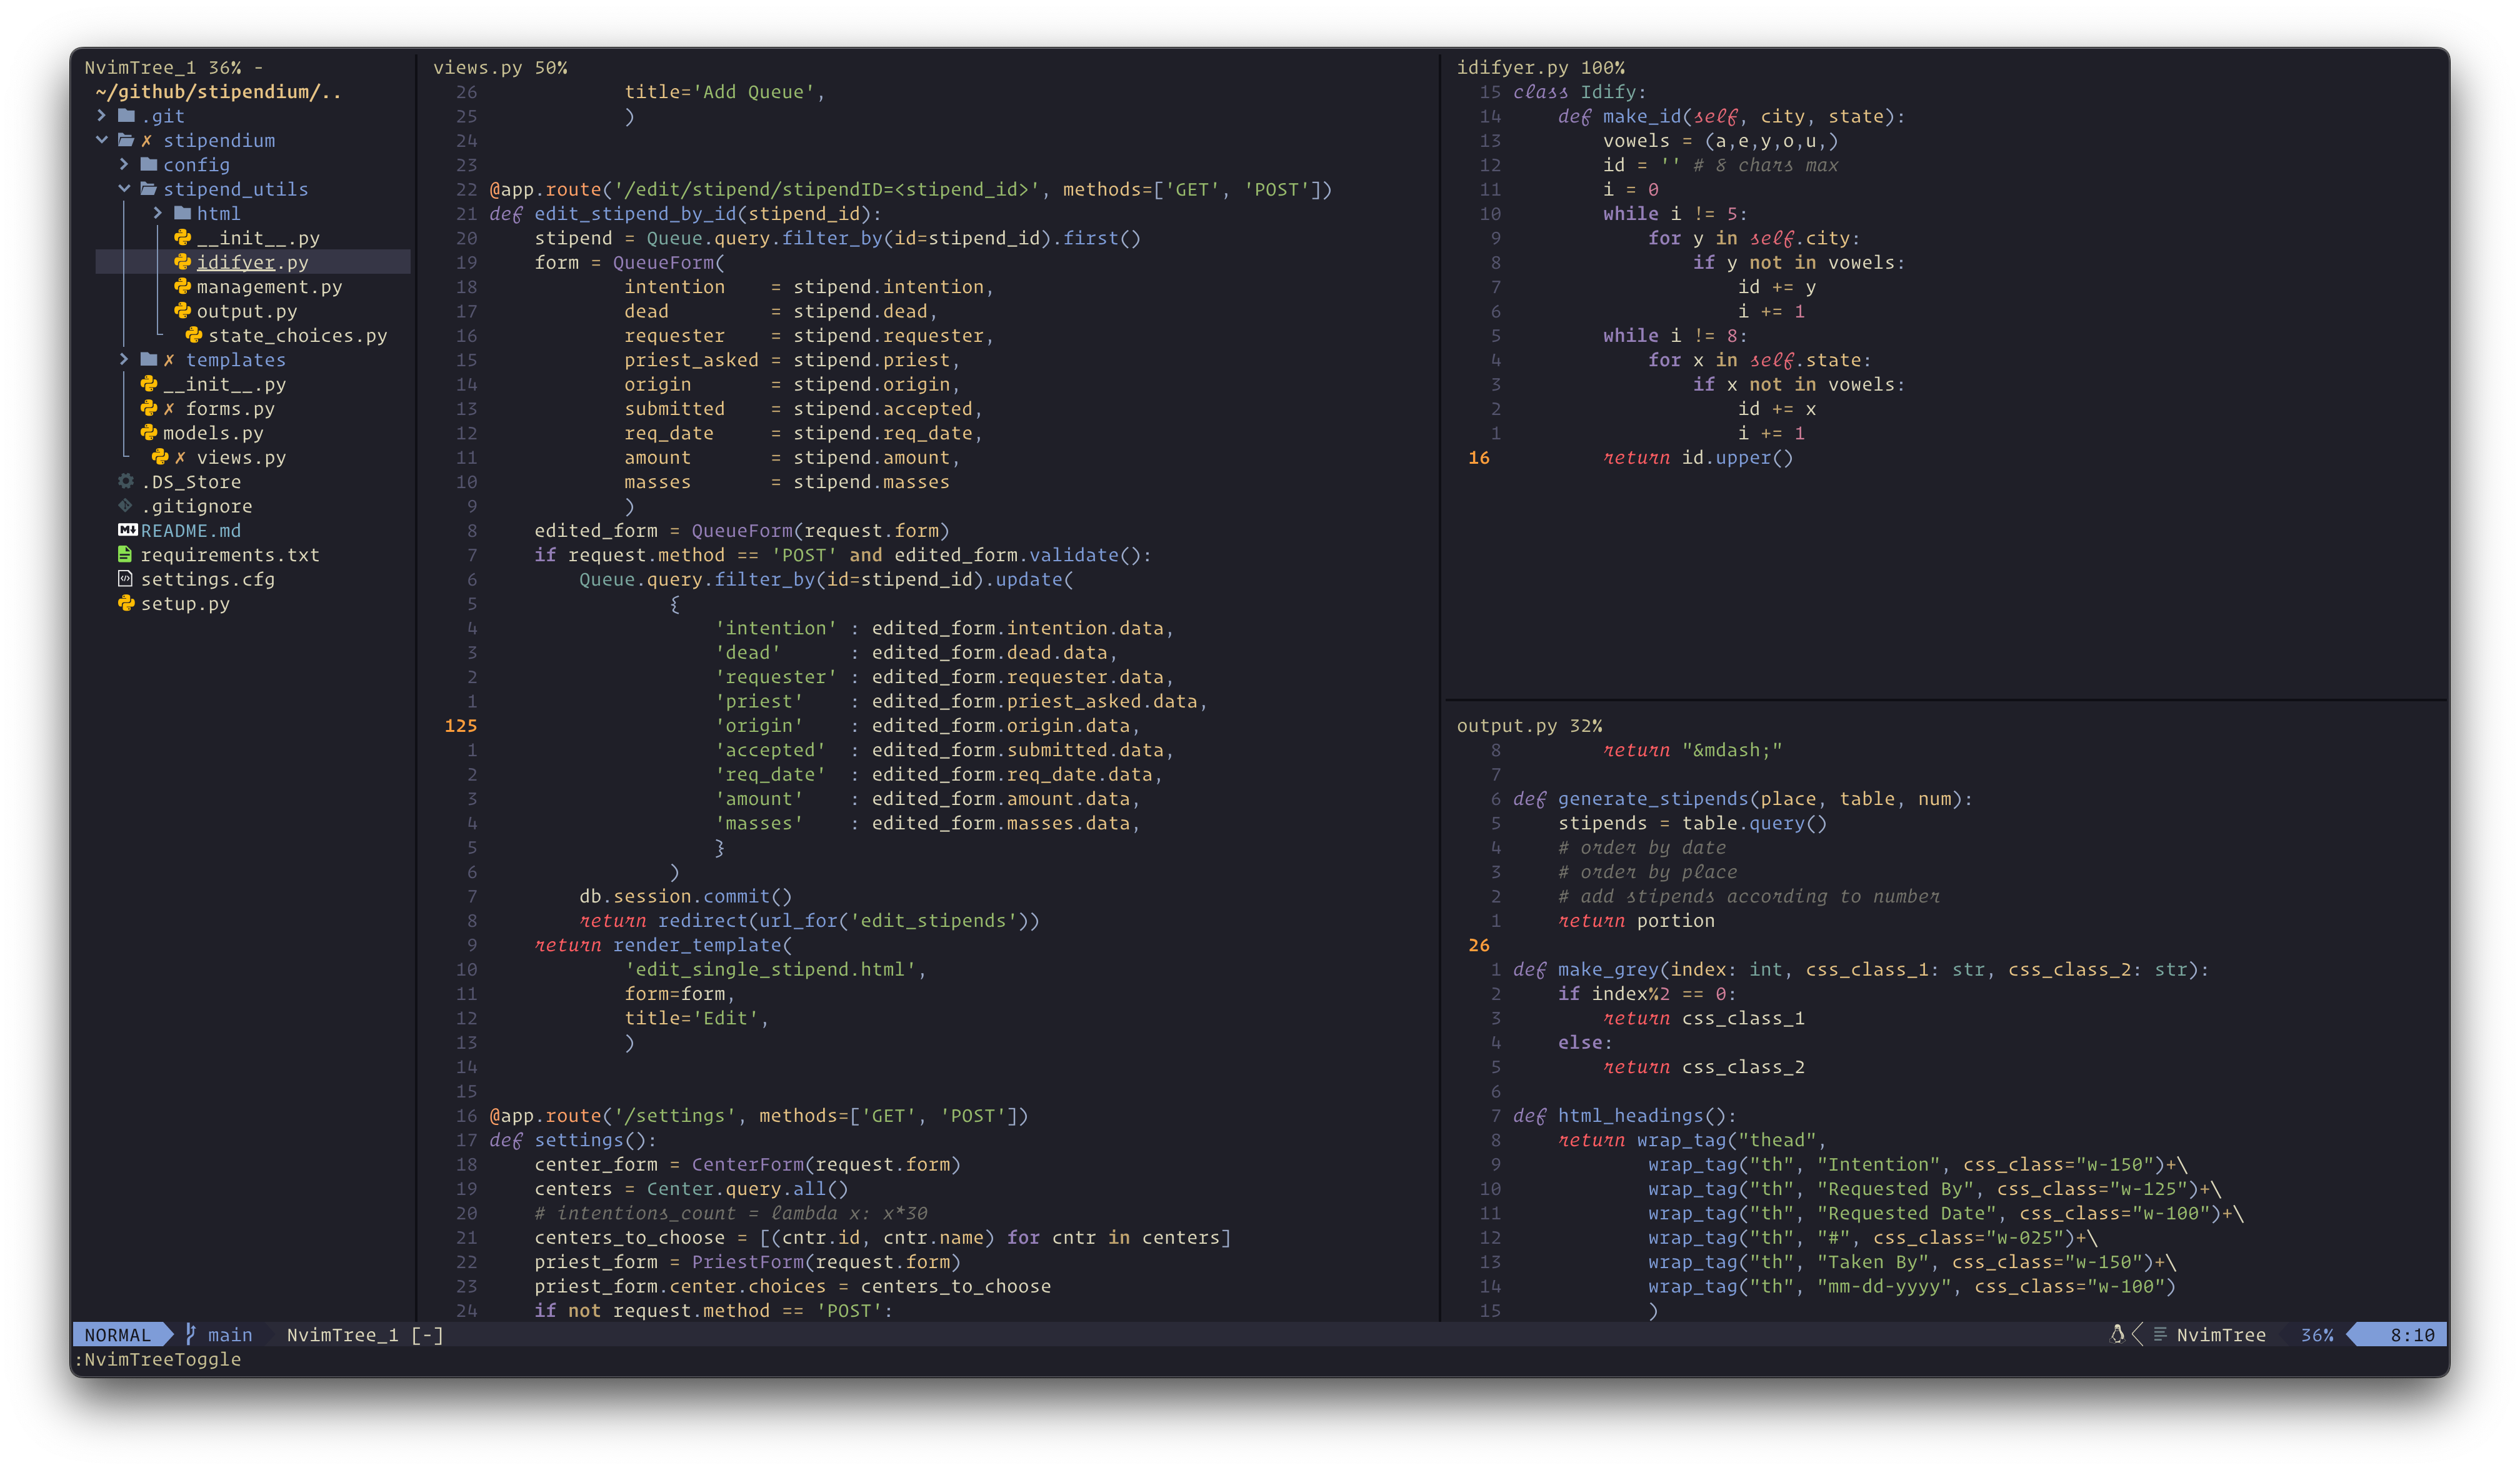 NvimTree_1 36% -
~/github/stipendium/..
.git
✗ stipendium
config
stipend_utils
html
__init__.py
idifyer.py
management.py
output.py
state_choices.py
✗ templates
__init__.py
✗ forms.py
models.py
✗ views.py
.DS_Store
.gitignore
README.md
requirements.txt
settings.cfg
setup.py
views.py 50%
26             title='Add Queue',
25             )
24
23
22 @app.route('/edit/stipend/stipendID=<stipend_id>', methods=['GET', 'POST'])
21 def edit_stipend_by_id(stipend_id):
20     stipend = Queue.query.filter_by(id=stipend_id).first()
19     form = QueueForm(
18             intention    = stipend.intention,
17             dead         = stipend.dead,
16             requester    = stipend.requester,
15             priest_asked = stipend.priest,
14             origin       = stipend.origin,
13             submitted    = stipend.accepted,
12             req_date     = stipend.req_date,
11             amount       = stipend.amount,
10             masses       = stipend.masses
9             )
8     edited_form = QueueForm(request.form)
7     if request.method == 'POST' and edited_form.validate():
6         Queue.query.filter_by(id=stipend_id).update(
5                 {
4                     'intention' : edited_form.intention.data,
3                     'dead'      : edited_form.dead.data,
2                     'requester' : edited_form.requester.data,
1                     'priest'    : edited_form.priest_asked.data,
125                     'origin'    : edited_form.origin.data,
1                     'accepted'  : edited_form.submitted.data,
2                     'req_date'  : edited_form.req_date.data,
3                     'amount'    : edited_form.amount.data,
4                     'masses'    : edited_form.masses.data,
5                     }
6                 )
7         db.session.commit()
8         return redirect(url_for('edit_stipends'))
9     return render_template(
10             'edit_single_stipend.html',
11             form=form,
12             title='Edit',
13             )
14
15
16 @app.route('/settings', methods=['GET', 'POST'])
17 def settings():
18     center_form = CenterForm(request.form)
19     centers = Center.query.all()
20     # intentions_count = lambda x: x*30
21     centers_to_choose = [(cntr.id, cntr.name) for cntr in centers]
22     priest_form = PriestForm(request.form)
23     priest_form.center.choices = centers_to_choose
24     if not request.method == 'POST':
idifyer.py 100%
15 class Idify:
14     def make_id(self, city, state):
13         vowels = (a,e,y,o,u,)
12         id = '' # 8 chars max
11         i = 0
10         while i != 5:
9             for y in self.city:
8                 if y not in vowels:
7                     id += y
6                     i += 1
5         while i != 8:
4             for x in self.state:
3                 if x not in vowels:
2                     id += x
1                     i += 1
16         return id.upper()
output.py 32%
8         return "&mdash;"
7
6 def generate_stipends(place, table, num):
5     stipends = table.query()
4     # order by date
3     # order by place
2     # add stipends according to number
1     return portion
26
1 def make_grey(index: int, css_class_1: str, css_class_2: str):
2     if index%2 == 0:
3         return css_class_1
4     else:
5         return css_class_2
6
7 def html_headings():
8     return wrap_tag("thead",
9             wrap_tag("th", "Intention", css_class="w-150")+\
10             wrap_tag("th", "Requested By", css_class="w-125")+\
11             wrap_tag("th", "Requested Date", css_class="w-100")+\
12             wrap_tag("th", "#", css_class="w-025")+\
13             wrap_tag("th", "Taken By", css_class="w-150")+\
14             wrap_tag("th", "mm-dd-yyyy", css_class="w-100")
15             )
NORMAL main NvimTree_1 [-] NvimTree 36% 8:10
:NvimTreeToggle